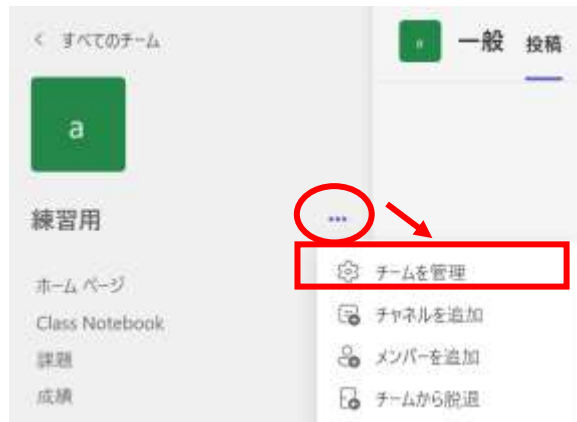 < すべてのチーム
a
練習用
...
ホーム ページ
Class Notebook
課題
成績
a 一般 投稿
チームを管理
チャネルを追加
メンバーを追加
チームから脱退